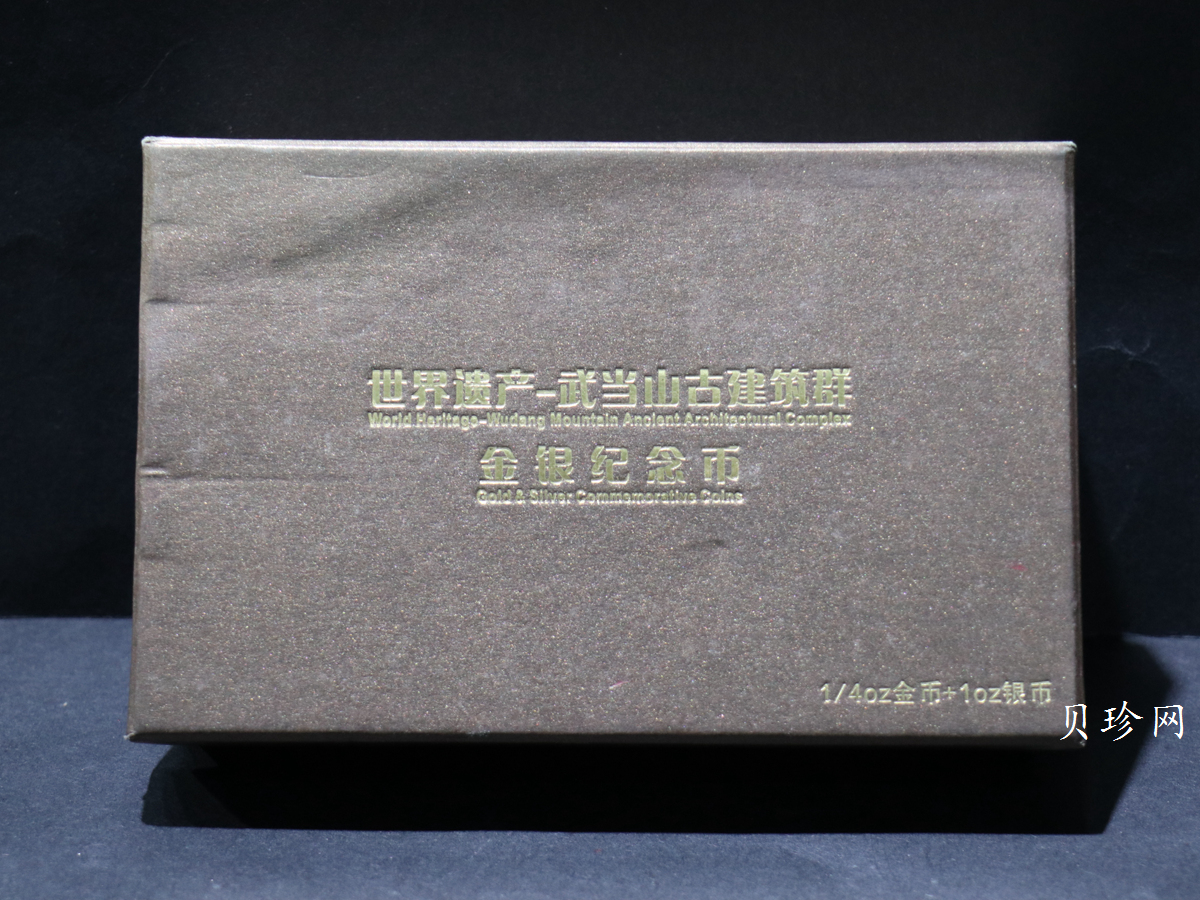 世界遗产-武当山古建筑群
World Heritage-Wudang Mountain Ancient Architectural Complex
金银纪念币
Gold & Silver Commemorative Coins
1/4oz金币+1oz银币
贝珍网